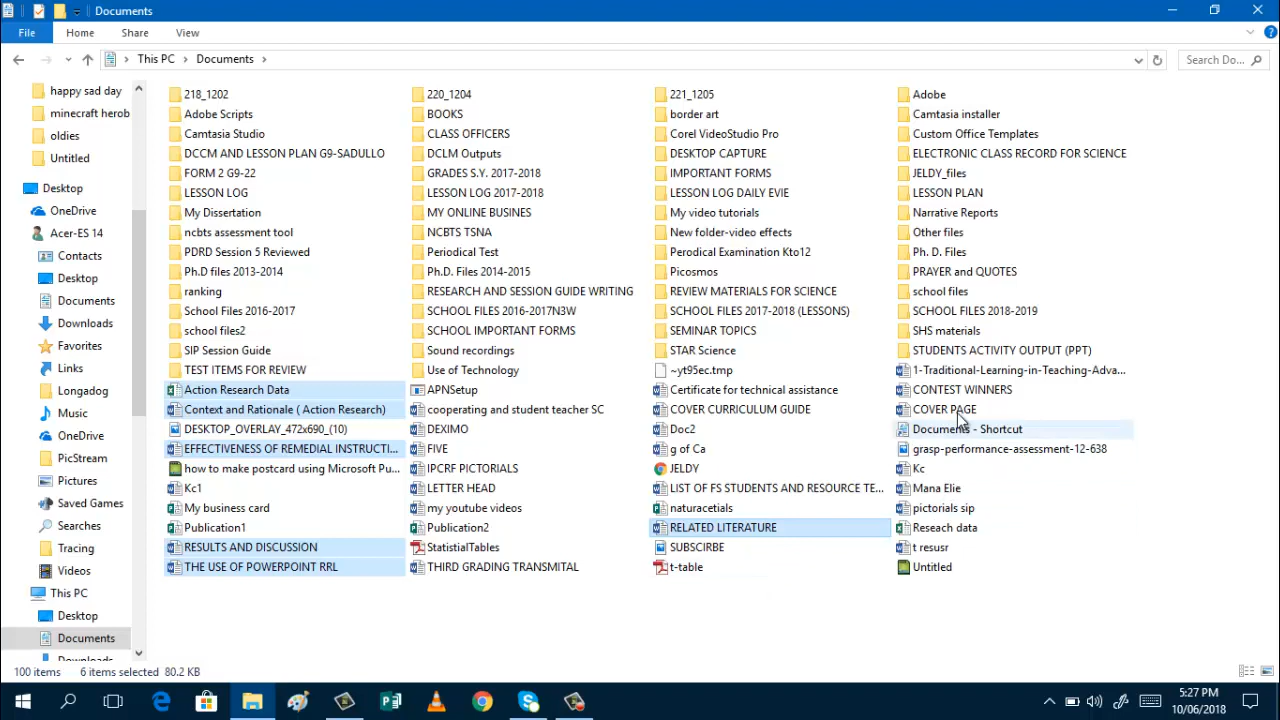 Documents
File Home Share View
This PC Documents
Search Do...
happy sad day
minecraft herob
oldies
Untitled
Desktop
OneDrive
Acer-ES 14
Contacts
Desktop
Documents
Downloads
Favorites
Links
Longadog
Music
OneDrive
PicStream
Pictures
Saved Games
Searches
Tracing
Videos
This PC
Desktop
Documents
Downloads
218_1202 220_1204 221_1205 Adobe
Adobe Scripts BOOKS border art Camtasia installer
Camtasia Studio CLASS OFFICERS Corel VideoStudio Pro Custom Office Templates
DCCM AND LESSON PLAN G9-SADULLO DCLM Outputs DESKTOP CAPTURE ELECTRONIC CLASS RECORD FOR SCIENCE
FORM 2 G9-22 GRADES S.Y. 2017-2018 IMPORTANT FORMS JELDY_files
LESSON LOG LESSON LOG 2017-2018 LESSON LOG DAILY EVIE LESSON PLAN
My Dissertation MY ONLINE BUSINES My video tutorials Narrative Reports
ncbts assessment tool NCBTS TSNA New folder-video effects Other files
PDRD Session 5 Reviewed Periodical Test Perodical Examination Kto12 Ph. D. Files
Ph.D files 2013-2014 Ph.D. Files 2014-2015 Picosmos PRAYER and QUOTES
ranking RESEARCH AND SESSION GUIDE WRITING REVIEW MATERIALS FOR SCIENCE school files
School Files 2016-2017 SCHOOL FILES 2016-2017N3W SCHOOL FILES 2017-2018 (LESSONS) SCHOOL FILES 2018-2019
school files2 SCHOOL IMPORTANT FORMS SEMINAR TOPICS SHS materials
SIP Session Guide Sound recordings STAR Science STUDENTS ACTIVITY OUTPUT (PPT)
TEST ITEMS FOR REVIEW Use of Technology ~yt95ec.tmp 1-Traditional-Learning-in-Teaching-Adva...
Action Research Data APNSetup Certificate for technical assistance CONTEST WINNERS
Context and Rationale ( Action Research) cooperating and student teacher SC COVER CURRICULUM GUIDE COVER PAGE
DESKTOP_OVERLAY_472x690_(10) DEXIMO Doc2 Documents - Shortcut
EFFECTIVENESS OF REMEDIAL INSTRUCTI... FIVE g of Ca grasp-performance-assessment-12-638
how to make postcard using Microsoft Pu... IPCRF PICTORIALS JELDY Kc
Kc1 LETTER HEAD LIST OF FS STUDENTS AND RESOURCE TE... Mana Elie
My business card my youtube videos naturacetials pictorials sip
Publication1 Publication2 RELATED LITERATURE Reseach data
RESULTS AND DISCUSSION StatistialTables SUBSCIRBE t resusr
THE USE OF POWERPOINT RRL THIRD GRADING TRANSMITAL t-table Untitled
100 items 6 items selected 80.2 KB
5:27 PM
10/06/2018